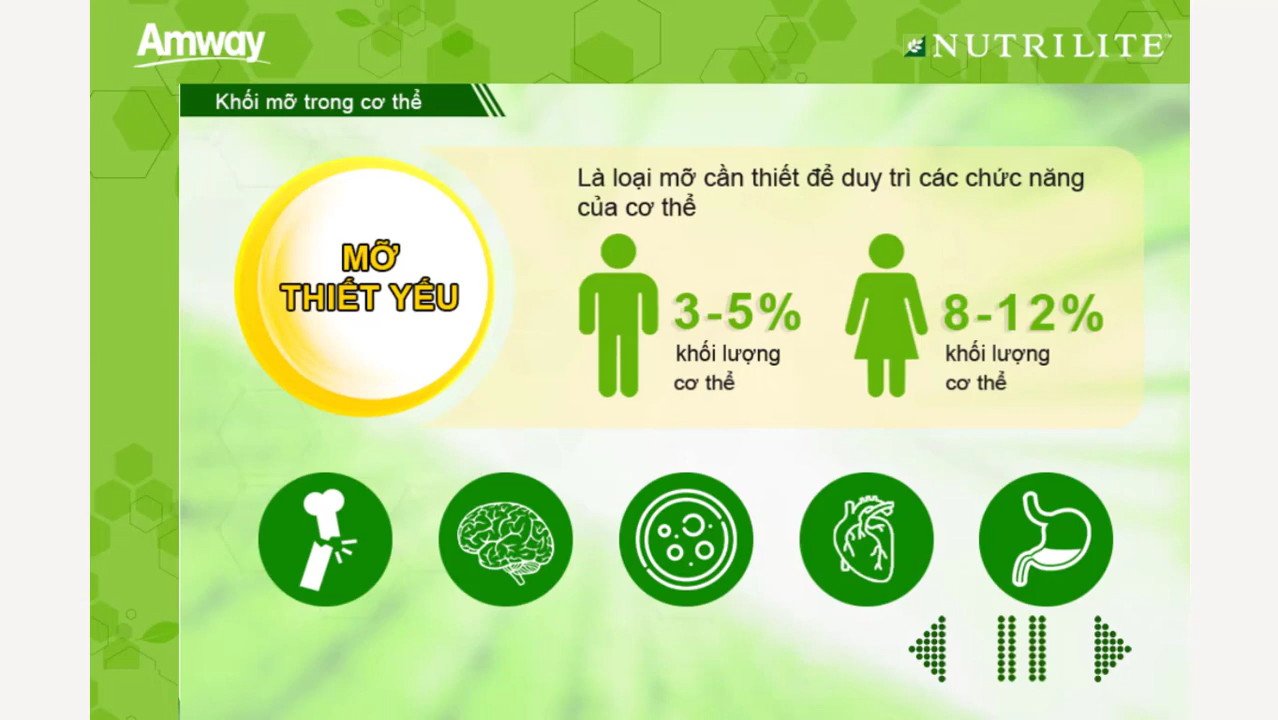 Amway
NUTRILITE™
Khối mỡ trong cơ thể
MỠ
THIẾT YẾU
Là loại mỡ cần thiết để duy trì các chức năng
của cơ thể
3-5%
khối lượng
cơ thể
8-12%
khối lượng
cơ thể